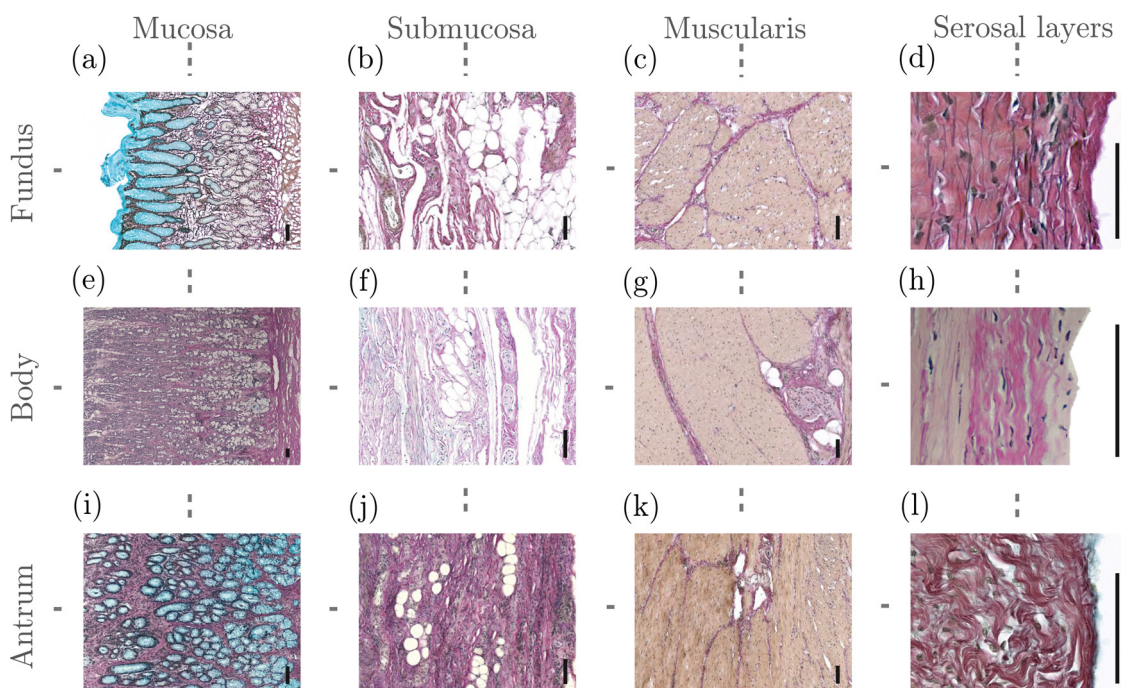 Mucosa Submucosa Muscularis Serosal layers
(a) (b) (c) (d)
Fundus
(e) (f) (g) (h)
Body
(i) (j) (k) (l)
Antrum